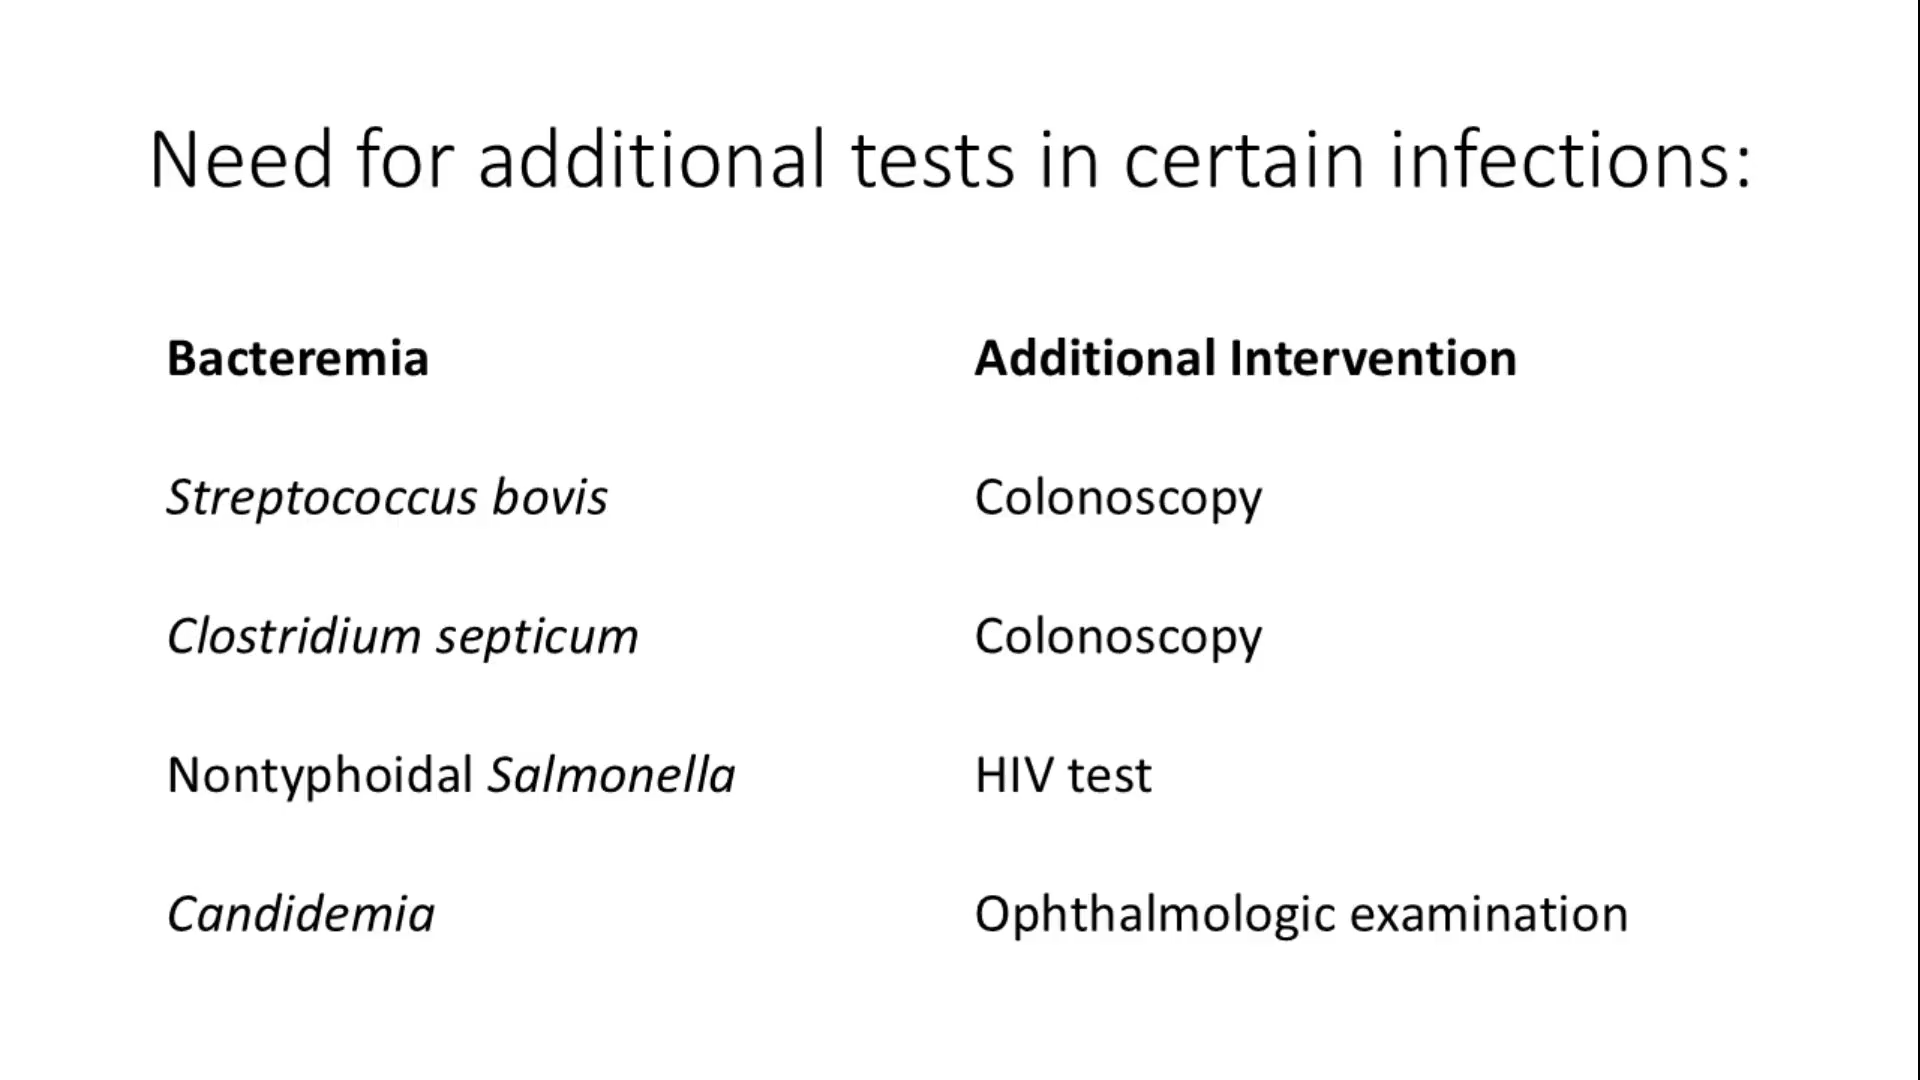 Need for additional tests in certain infections:
Bacteremia Additional Intervention
Streptococcus bovis Colonoscopy
Clostridium septicum Colonoscopy
Nontyphoidal Salmonella HIV test
Candidemia Ophthalmologic examination